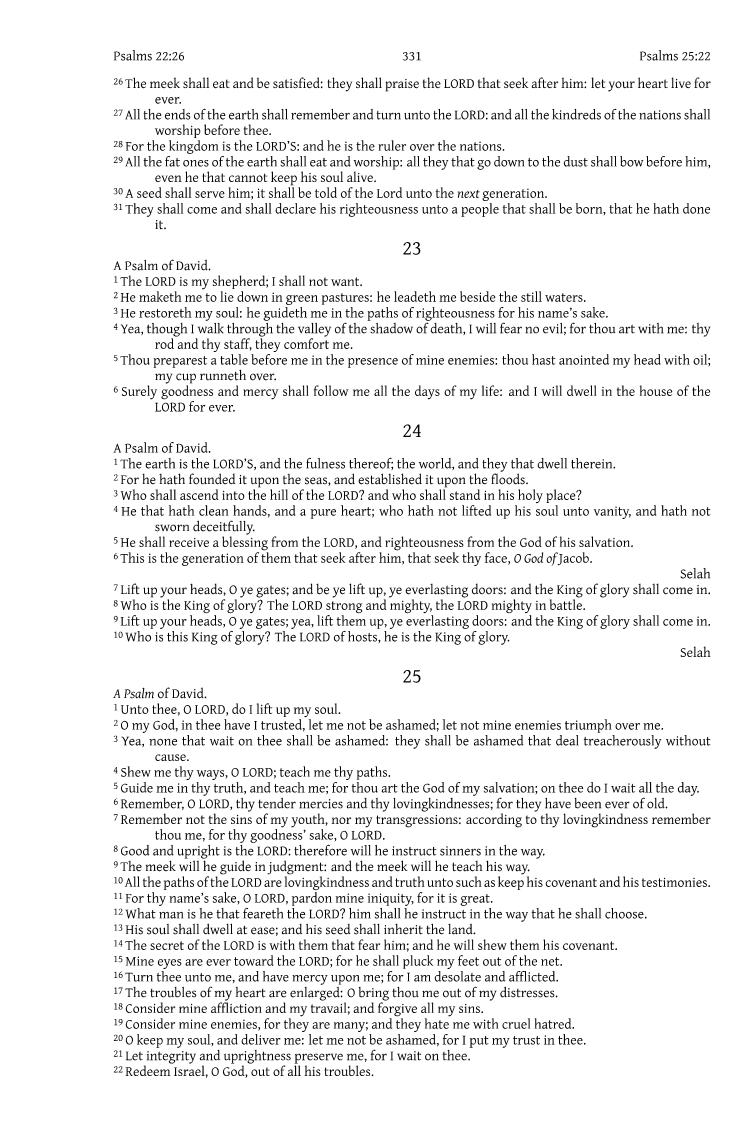 Psalms 22:26 331 Psalms 25:22
26 The meek shall eat and be satisfied: they shall praise the LORD that seek after him: let your heart live for
ever.
27 All the ends of the earth shall remember and turn unto the LORD: and all the kindreds of the nations shall
worship before thee.
28 For the kingdom is the LORD'S: and he is the ruler over the nations.
29 All the fat ones of the earth shall eat and worship: all they that go down to the dust shall bow before him,
even he that cannot keep his soul alive.
30 A seed shall serve him; it shall be told of the Lord unto the next generation.
31 They shall come and shall declare his righteousness unto a people that shall be born, that he hath done
it.
23
A Psalm of David.
1 The LORD is my shepherd; I shall not want.
2 He maketh me to lie down in green pastures: he leadeth me beside the still waters.
3 He restoreth my soul: he guideth me in the paths of righteousness for his name's sake.
4 Yea, though I walk through the valley of the shadow of death, I will fear no evil; for thou art with me: thy
rod and thy staff, they comfort me.
5 Thou preparest a table before me in the presence of mine enemies: thou hast anointed my head with oil;
my cup runneth over.
6 Surely goodness and mercy shall follow me all the days of my life: and I will dwell in the house of the
LORD for ever.
24
A Psalm of David.
1 The earth is the LORD'S, and the fulness thereof; the world, and they that dwell therein.
2 For he hath founded it upon the seas, and established it upon the floods.
3 Who shall ascend into the hill of the LORD? and who shall stand in his holy place?
4 He that hath clean hands, and a pure heart; who hath not lifted up his soul unto vanity, and hath not
sworn deceitfully.
5 He shall receive a blessing from the LORD, and righteousness from the God of his salvation.
6 This is the generation of them that seek after him, that seek thy face, O God of Jacob.
Selah
7 Lift up your heads, O ye gates; and be ye lift up, ye everlasting doors: and the King of glory shall come in.
8 Who is the King of glory? The LORD strong and mighty, the LORD mighty in battle.
9 Lift up your heads, O ye gates; yea, lift them up, ye everlasting doors: and the King of glory shall come in.
10 Who is this King of glory? The LORD of hosts, he is the King of glory.
Selah
25
A Psalm of David.
1 Unto thee, O LORD, do I lift up my soul.
2 O my God, in thee have I trusted, let me not be ashamed; let not mine enemies triumph over me.
3 Yea, none that wait on thee shall be ashamed: they shall be ashamed that deal treacherously without
cause.
4 Shew me thy ways, O LORD; teach me thy paths.
5 Guide me in thy truth, and teach me; for thou art the God of my salvation; on thee do I wait all the day.
6 Remember, O LORD, thy tender mercies and thy lovingkindnesses; for they have been ever of old.
7 Remember not the sins of my youth, nor my transgressions: according to thy lovingkindness remember
thou me, for thy goodness' sake, O LORD.
8 Good and upright is the LORD: therefore will he instruct sinners in the way.
9 The meek will he guide in judgment: and the meek will he teach his way.
10 All the paths of the LORD are lovingkindness and truth unto such as keep his covenant and his testimonies.
11 For thy name's sake, O LORD, pardon mine iniquity, for it is great.
12 What man is he that feareth the LORD? him shall he instruct in the way that he shall choose.
13 His soul shall dwell at ease; and his seed shall inherit the land.
14 The secret of the LORD is with them that fear him; and he will shew them his covenant.
15 Mine eyes are ever toward the LORD; for he shall pluck my feet out of the net.
16 Turn thee unto me, and have mercy upon me; for I am desolate and afflicted.
17 The troubles of my heart are enlarged: O bring thou me out of my distresses.
18 Consider mine affliction and my travail; and forgive all my sins.
19 Consider mine enemies, for they are many; and they hate me with cruel hatred.
20 O keep my soul, and deliver me: let me not be ashamed, for I put my trust in thee.
21 Let integrity and uprightness preserve me, for I wait on thee.
22 Redeem Israel, O God, out of all his troubles.